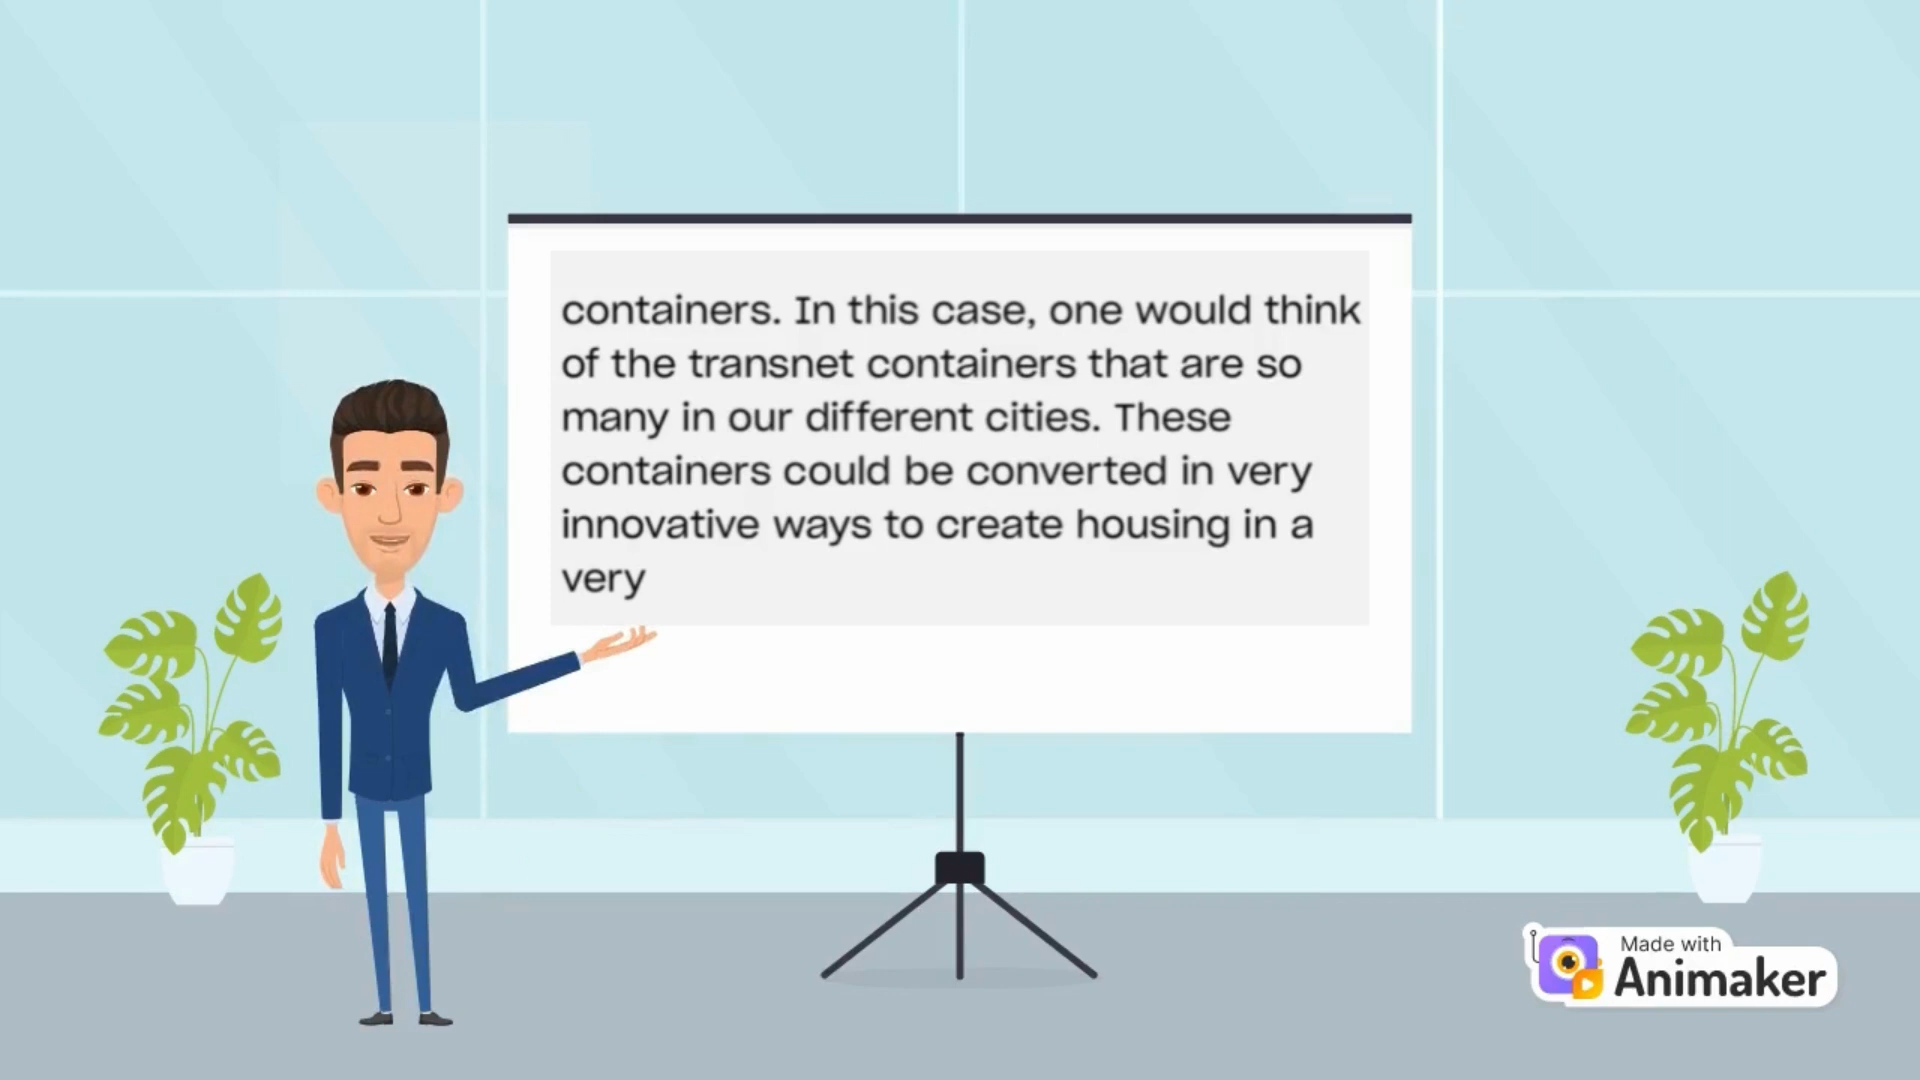 containers. In this case, one would think
of the transnet containers that are so
many in our different cities. These
containers could be converted in very
innovative ways to create housing in a
very
Made with
Animaker